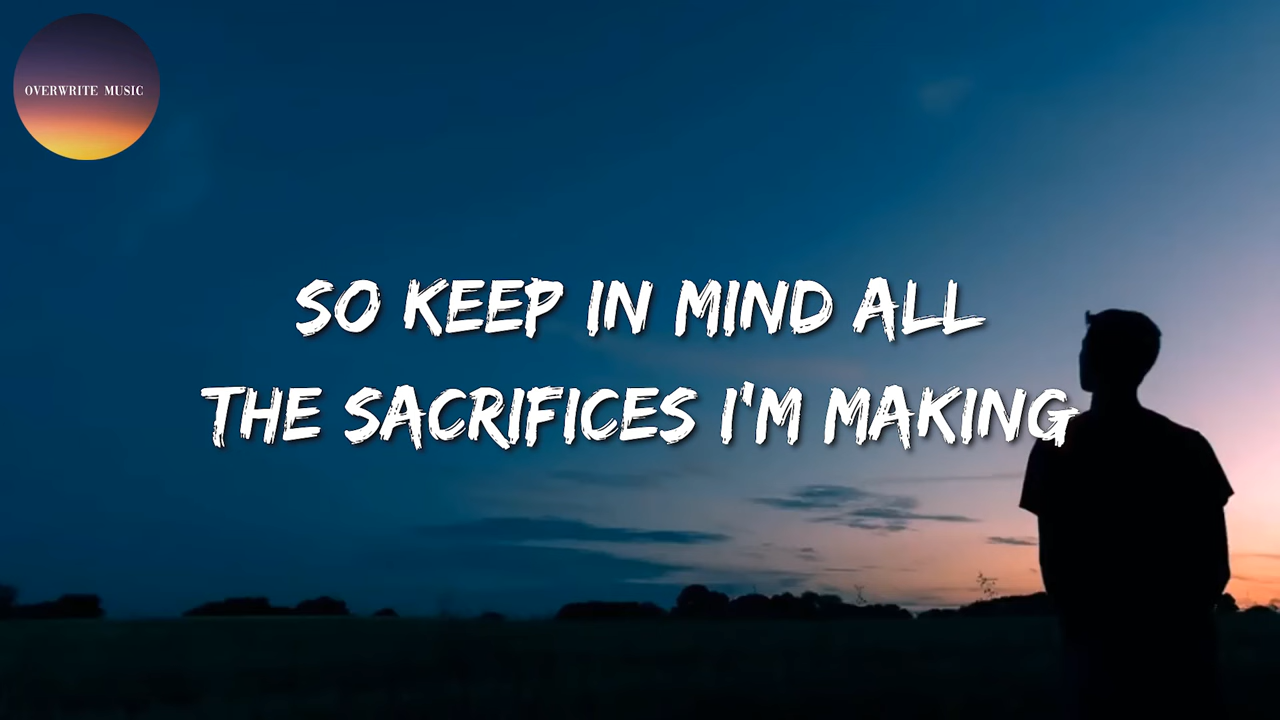 OVERWRITE MUSIC
SO KEEP IN MIND ALL
THE SACRIFICES I'M MAKING